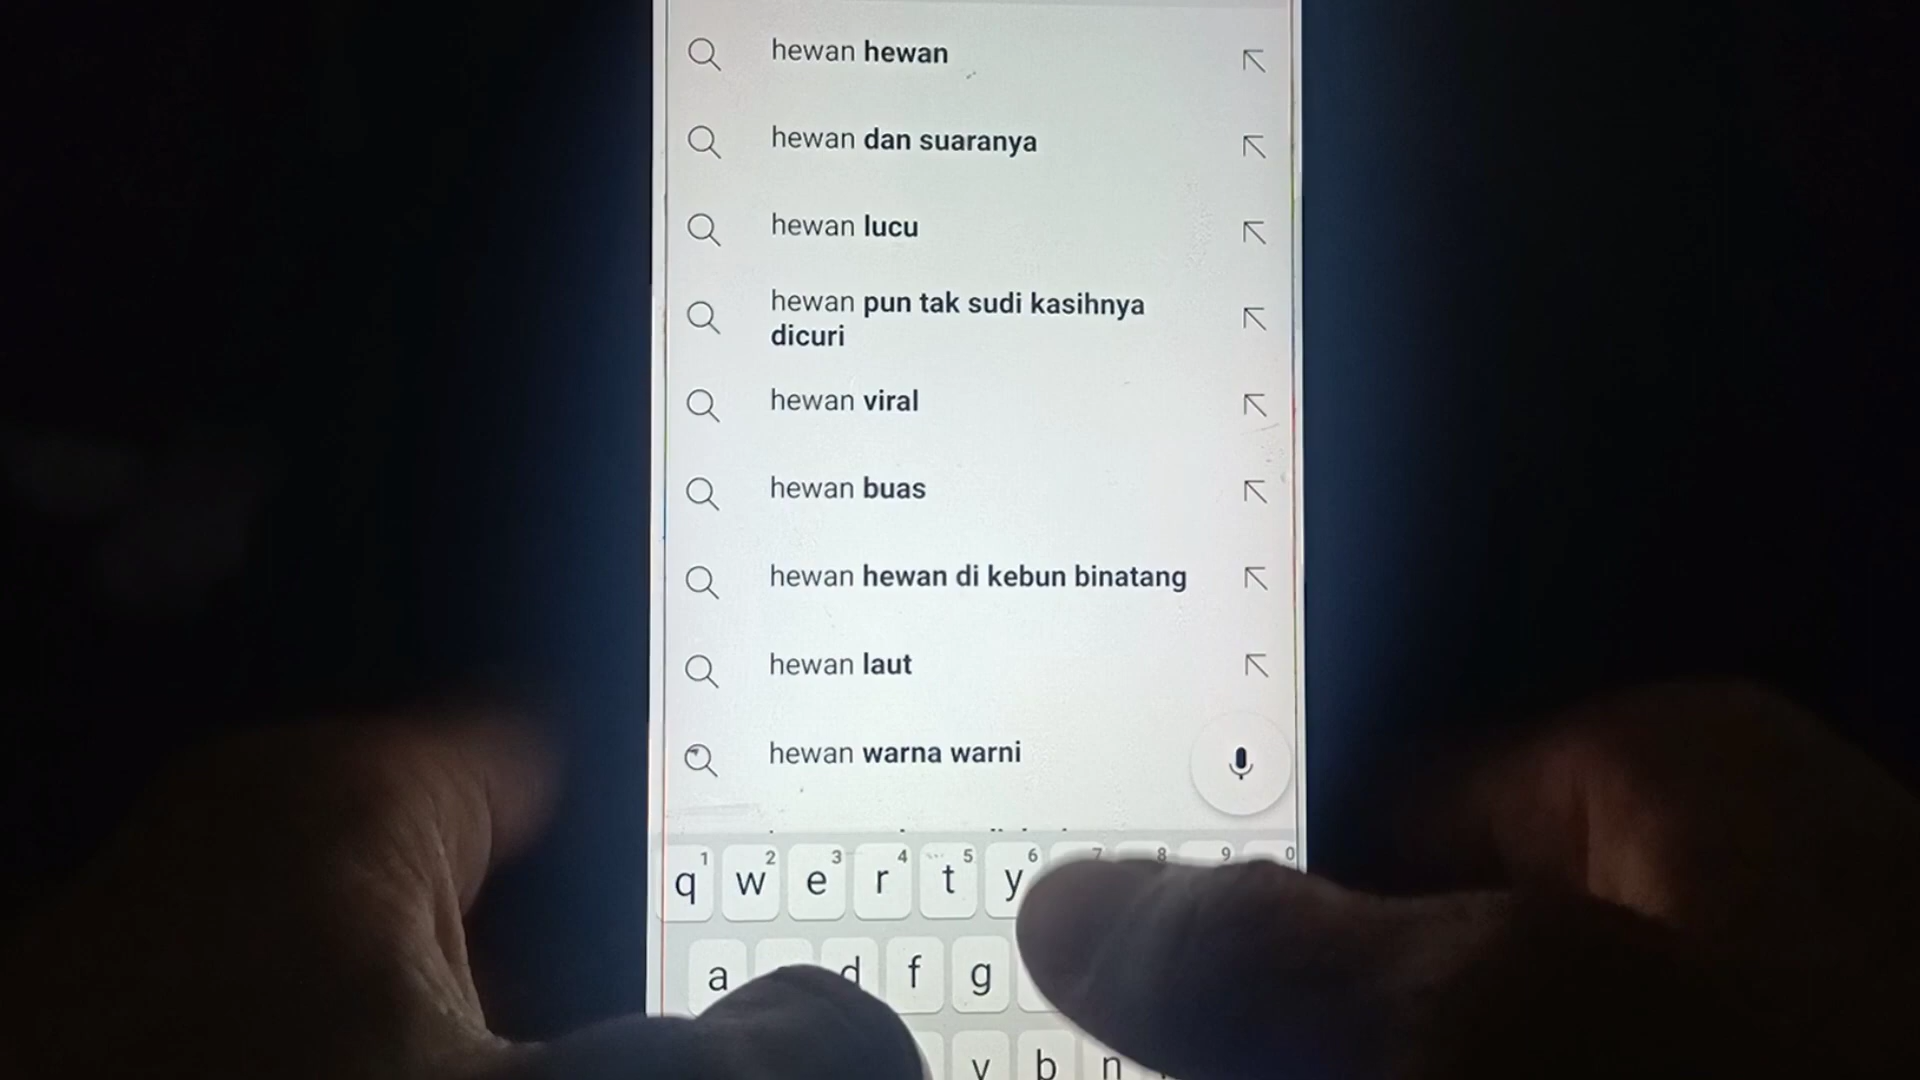 hewan hewan
hewan dan suaranya
hewan lucu
hewan pun tak sudi kasihnya
dicuri
hewan viral
hewan buas
hewan hewan di kebun binatang
hewan laut
hewan warna warni
1 2 3 4 5 6 7 8 9 0
q w e r t y
a d f g
v b n